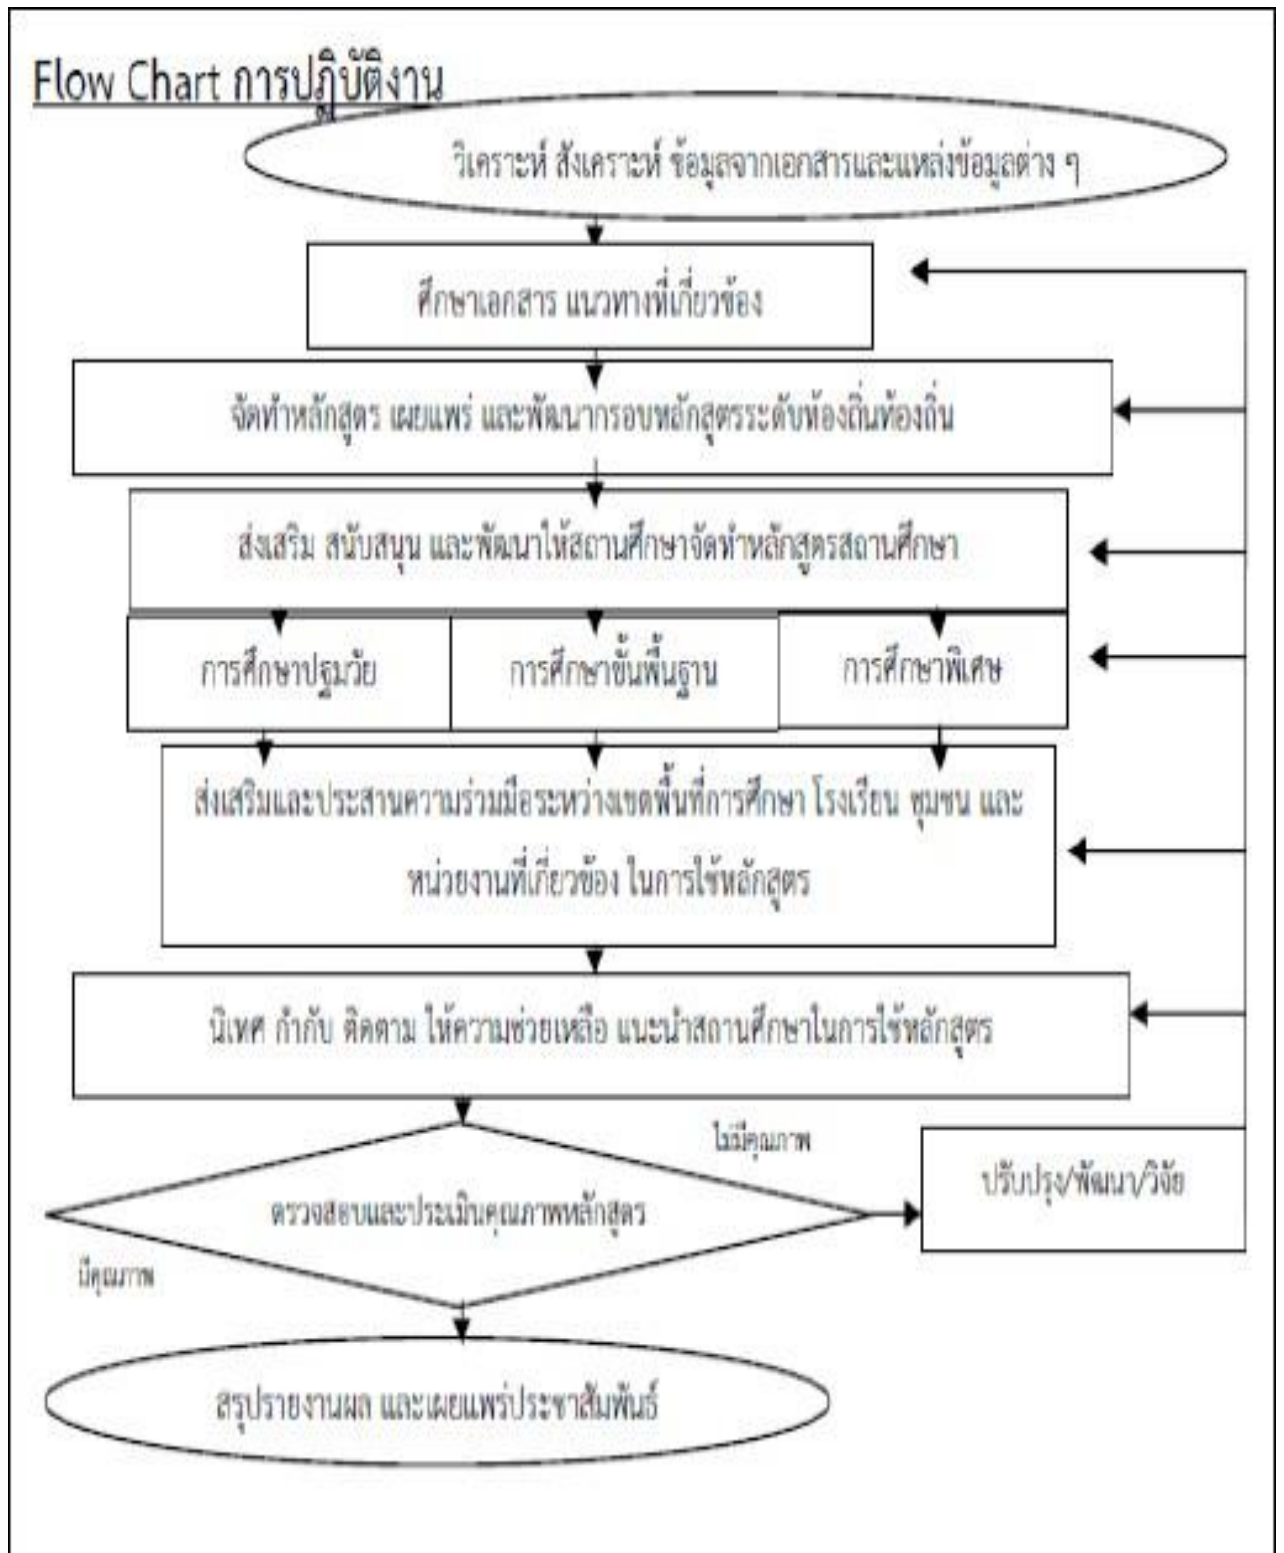 Flow Chart การปฏิบัติงาน
วิเคราะห์ สังเคราะห์ ข้อมูลจากเอกสารและแหล่งข้อมูลต่าง ๆ
ศึกษาเอกสาร แนวทางที่เกี่ยวข้อง
จัดทำหลักสูตร เผยแพร่ และพัฒนากรอบหลักสูตรระดับท้องถิ่นท้องถิ่น
ส่งเสริม สนับสนุน และพัฒนาให้สถานศึกษาจัดทำหลักสูตรสถานศึกษา
การศึกษาปฐมวัย
การศึกษาขั้นพื้นฐาน
การศึกษาพิเศษ
ส่งเสริมและประสานความร่วมมือระหว่างเขตพื้นที่การศึกษา โรงเรียน ชุมชน และ
หน่วยงานที่เกี่ยวข้อง ในการใช้หลักสูตร
นิเทศ กำกับ ติดตาม ให้ความช่วยเหลือ แนะนำสถานศึกษาในการใช้หลักสูตร
ไม่มีคุณภาพ
ปรับปรุง/พัฒนา/วิจัย
ตรวจสอบและประเมินคุณภาพหลักสูตร
มีคุณภาพ
สรุปรายงานผล และเผยแพร่ประชาสัมพันธ์